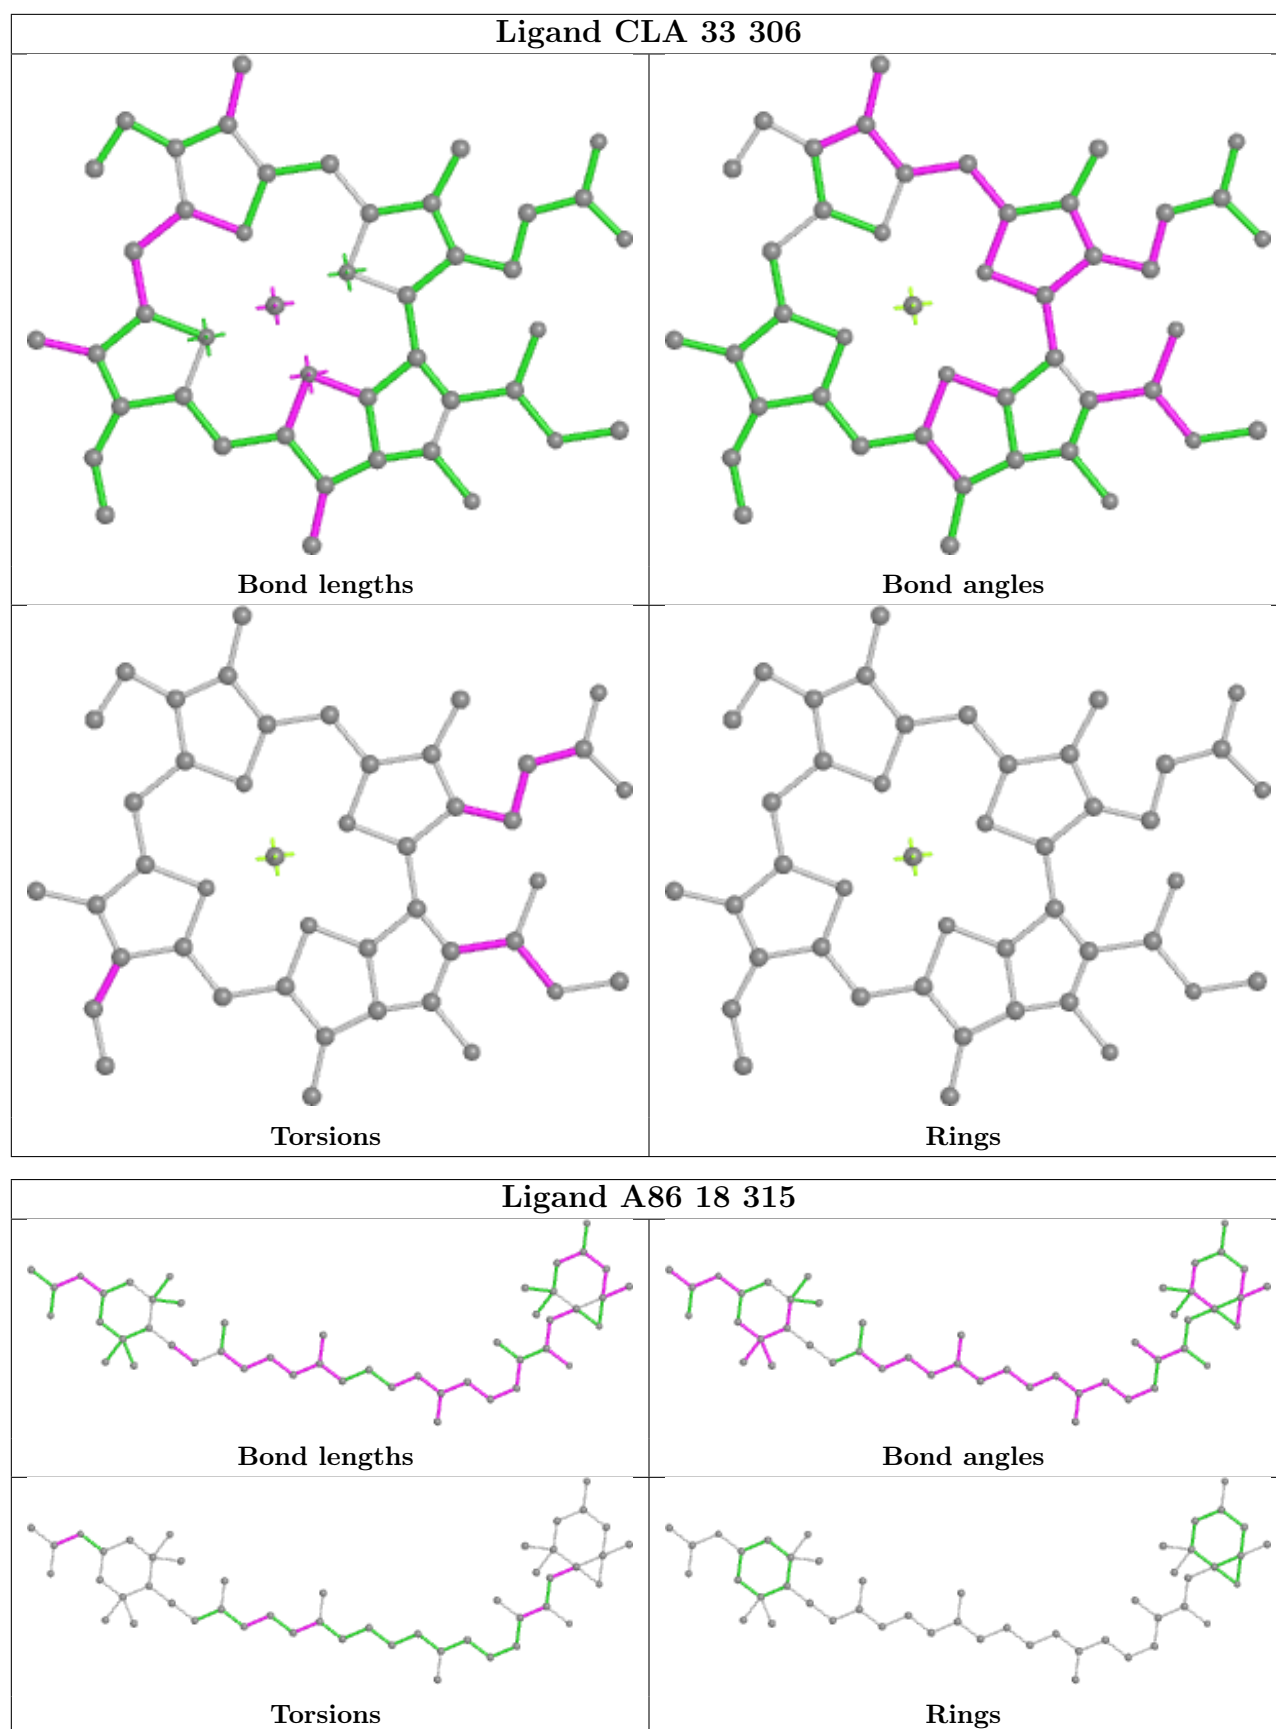 Ligand CLA 33 306
Bond lengths
Bond angles
Torsions
Rings
Ligand A86 18 315
Bond lengths
Bond angles
Torsions
Rings